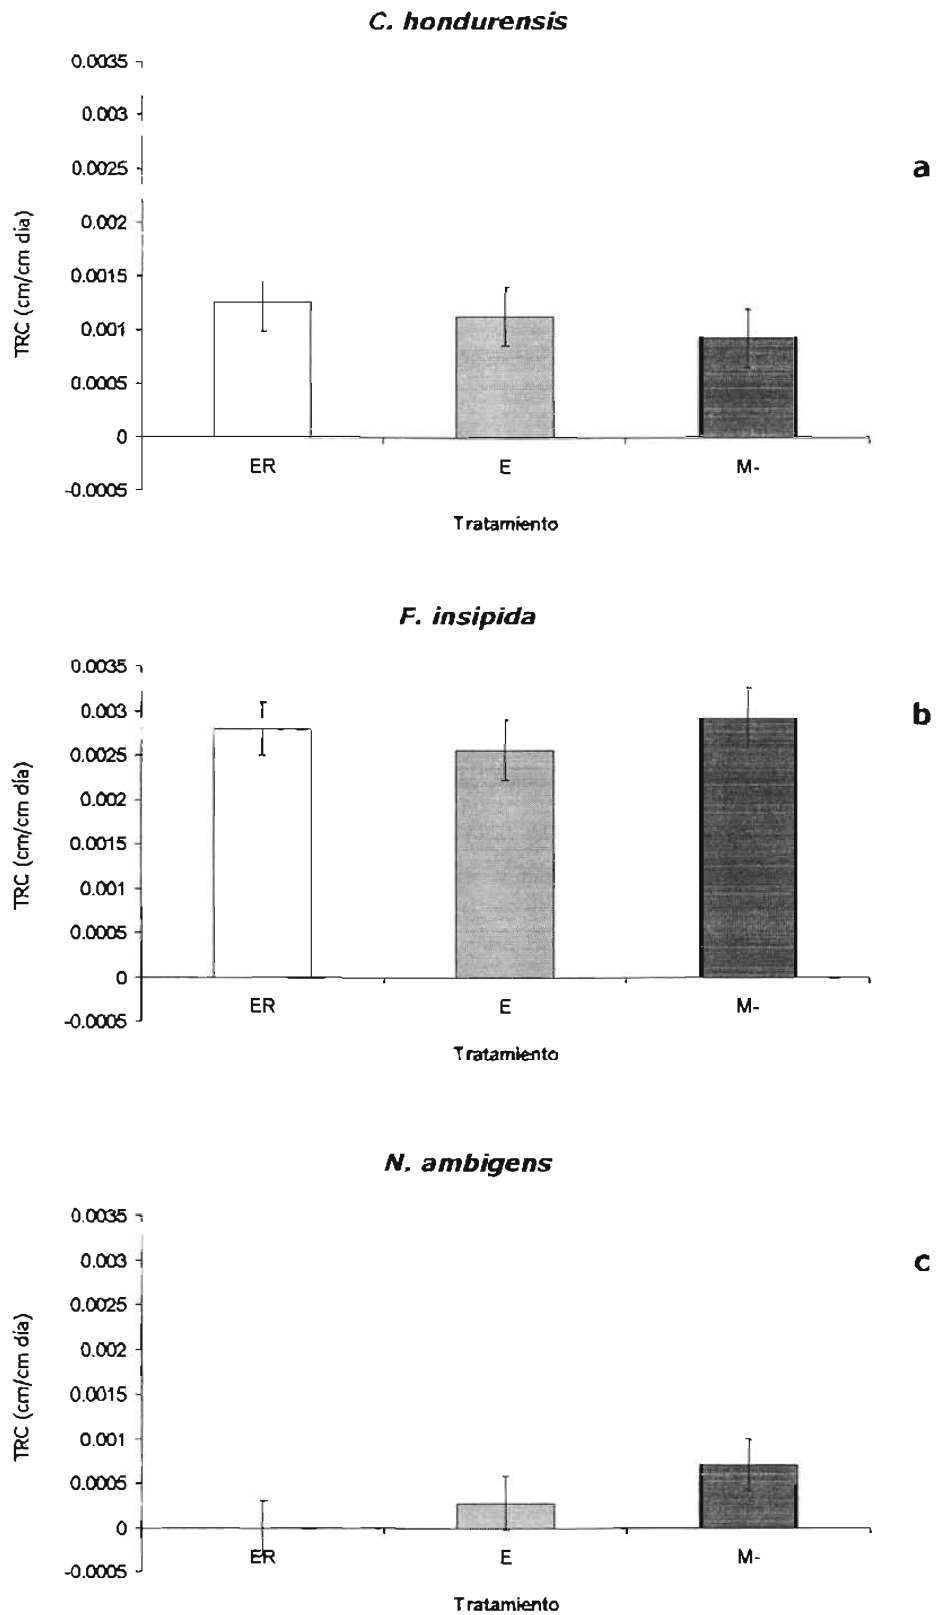 C. hondurensis
0.0035
0.003
0.0025
0.002
0.0015
0.001
0.0005
0
-0.0005
TRC (cm/cm día)
a
ER E M-
Tratamiento
F. insipida
0.0035
0.003
0.0025
0.002
0.0015
0.001
0.0005
0
-0.0005
TRC (cm/cm día)
b
ER E M-
Tratamiento
N. ambigens
0.0035
0.003
0.0025
0.002
0.0015
0.001
0.0005
0
-0.0005
TRC (cm/cm día)
c
ER E M-
Tratamiento